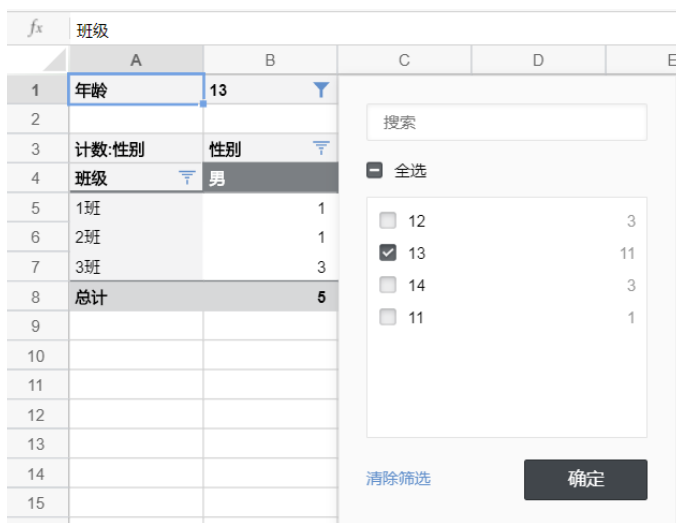 fx 班级
A B C D E
1 年龄 13
2
3 计数:性别 性别
4 班级 男
5 1班 1
6 2班 1
7 3班 3
8 总计 5
9
10
11
12
13
14
15
搜索
全选
12 3
13 11
14 3
11 1
清除筛选 确定